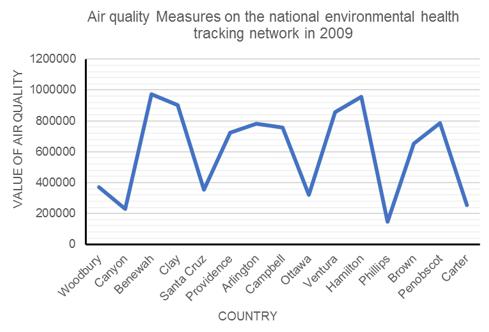 Air quality Measures on the national environmental health
tracking network in 2009
VALUE OF AIR QUALITY
1200000
1000000
800000
600000
400000
200000
0
Woodbury
Canyon
Benewah
Clay
Santa Cruz
Providence
Arlington
Campbell
Ottawa
Ventura
Hamilton
Phillips
Brown
Penobscot
Carter
COUNTRY